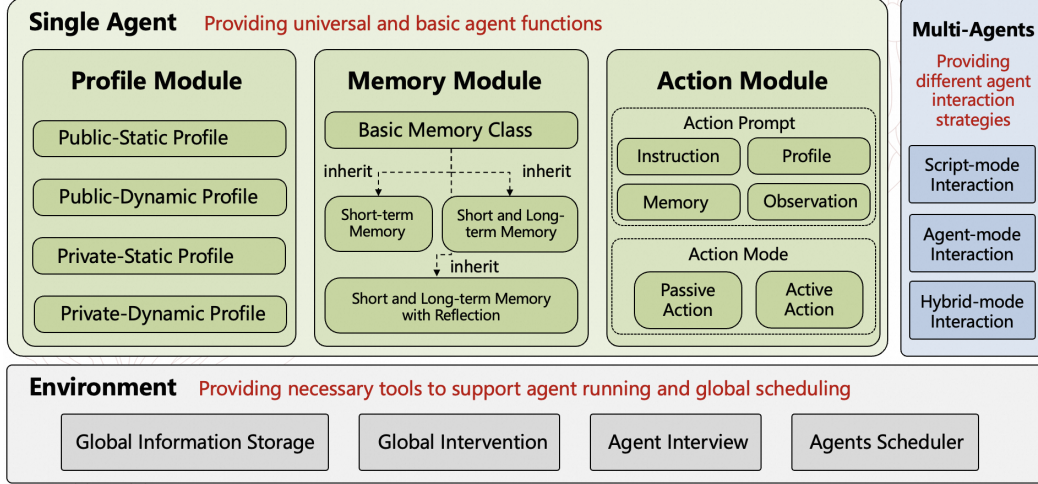 Single Agent Providing universal and basic agent functions
Profile Module
Public-Static Profile
Public-Dynamic Profile
Private-Static Profile
Private-Dynamic Profile
Memory Module
Basic Memory Class
inherit
inherit
Short-term
Memory
Short and Long-
term Memory
inherit
Short and Long-term Memory
with Reflection
Action Module
Action Prompt
Instruction
Profile
Memory
Observation
Action Mode
Passive
Action
Active
Action
Multi-Agents
Providing
different agent
interaction
strategies
Script-mode
Interaction
Agent-mode
Interaction
Hybrid-mode
Interaction
Environment Providing necessary tools to support agent running and global scheduling
Global Information Storage
Global Intervention
Agent Interview
Agents Scheduler